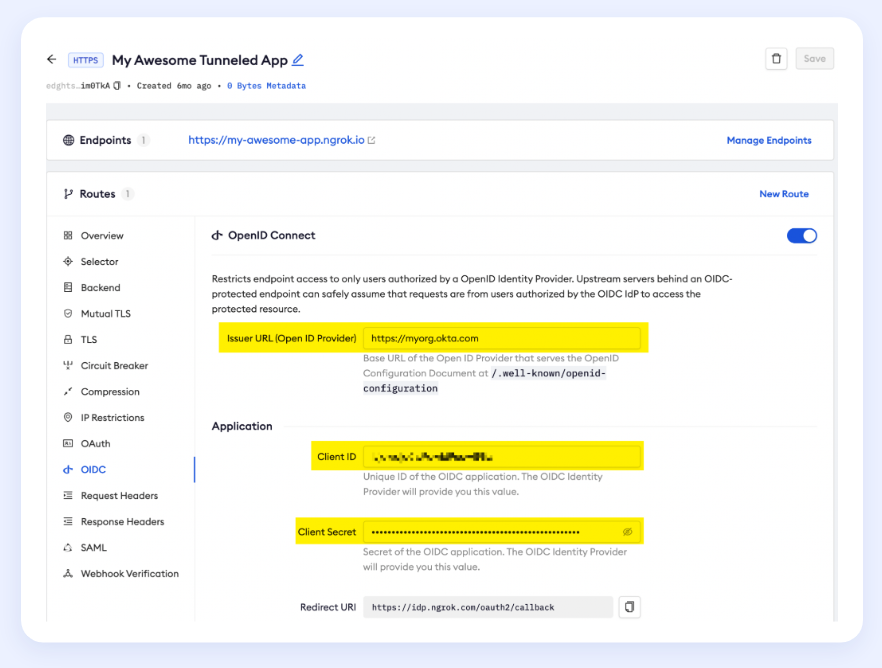 HTTPS My Awesome Tunneled App Save
edghts…im0TkA • Created 6mo ago • 0 Bytes Metadata
Endpoints 1 https://my-awesome-app.ngrok.io Manage Endpoints
Routes 1 New Route
Overview
Selector
Backend
Mutual TLS
TLS
Circuit Breaker
Compression
IP Restrictions
OAuth
OIDC
Request Headers
Response Headers
SAML
Webhook Verification
OpenID Connect
Restricts endpoint access to only users authorized by a OpenID Identity Provider. Upstream servers behind an OIDC-
protected endpoint can safely assume that requests are from users authorized by the OIDC IdP to access the
protected resource.
Issuer URL (Open ID Provider) https://myorg.okta.com
Base URL of the Open ID Provider that serves the OpenID
Configuration Document at /.well-known/openid-
configuration
Application
Client ID
Unique ID of the OIDC application. The OIDC Identity
Provider will provide you this value.
Client Secret
Secret of the OIDC application. The OIDC Identity Provider
will provide you this value.
Redirect URI https://idp.ngrok.com/oauth2/callback